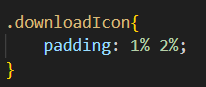 .downloadIcon{
    padding: 1% 2%;
}